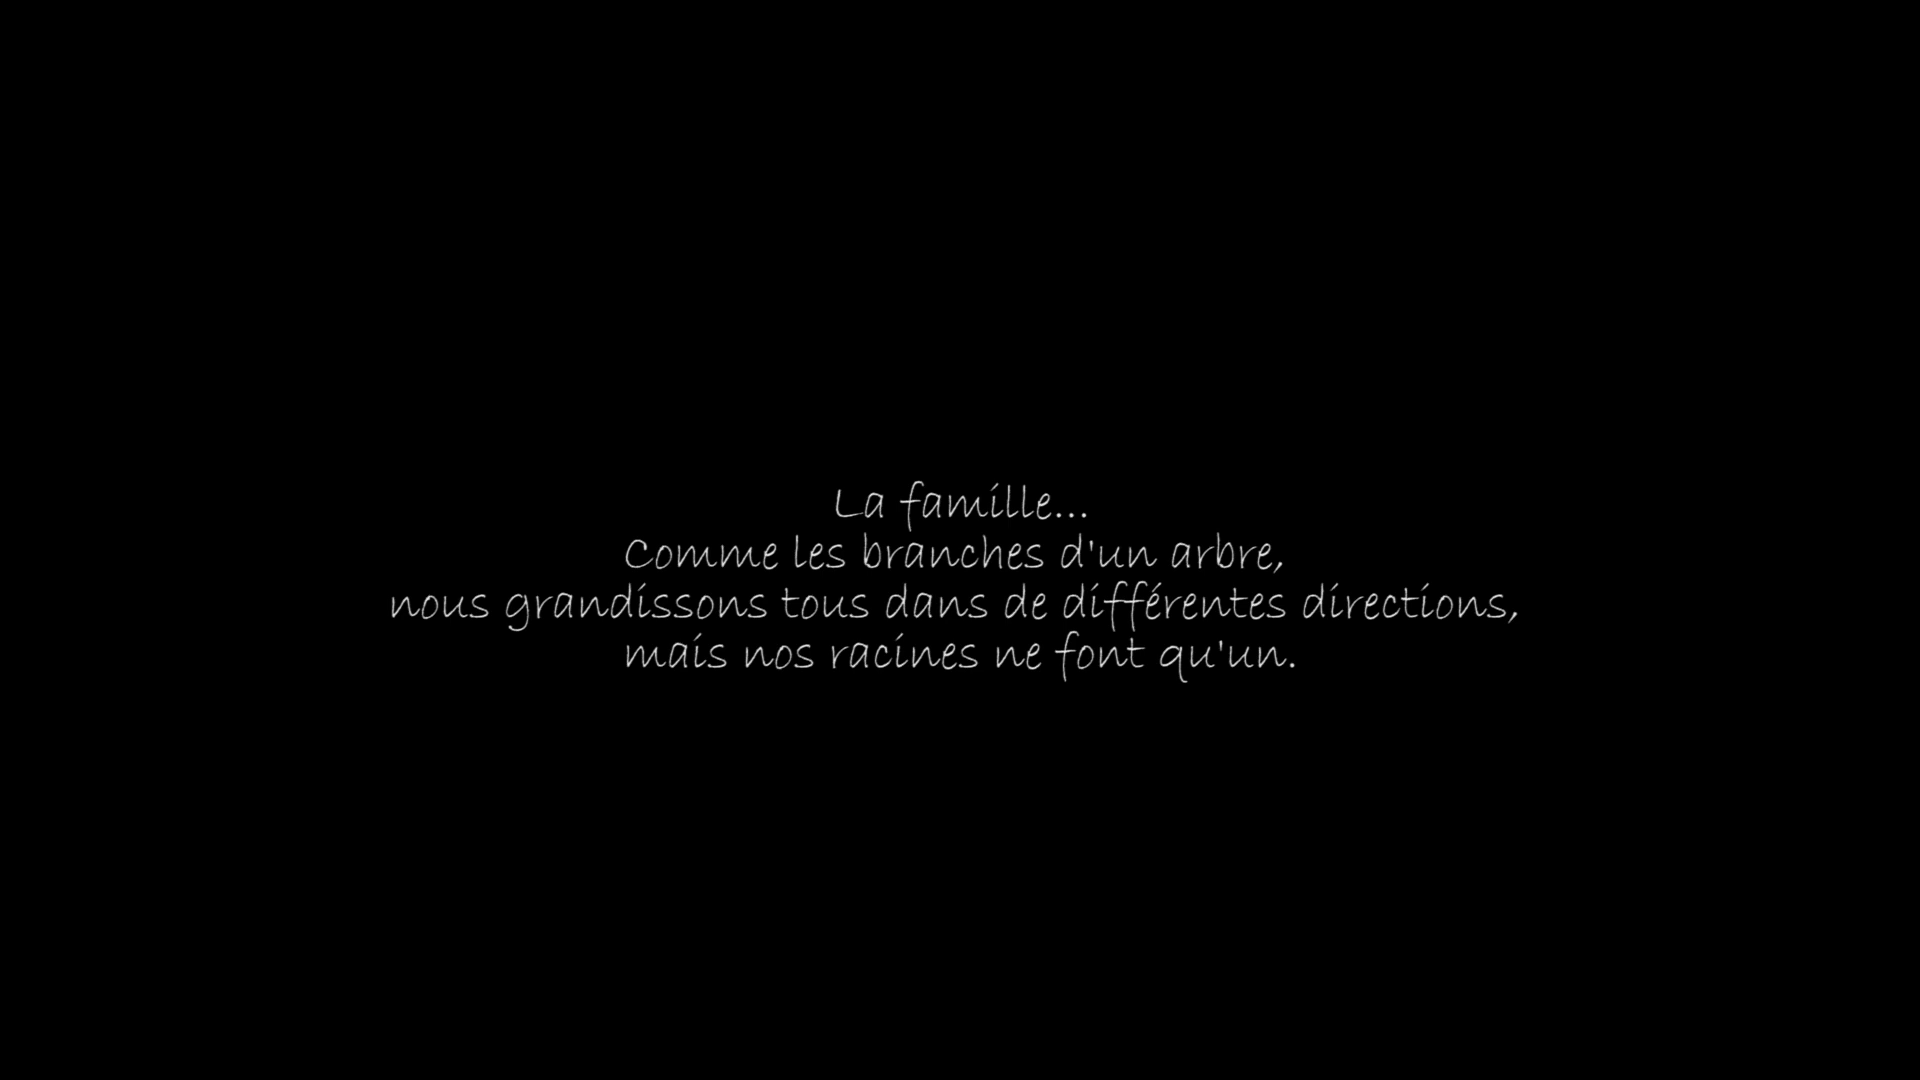 La famille...
Comme les branches d'un arbre,
nous grandissons tous dans de différentes directions,
mais nos racines ne font qu'un.